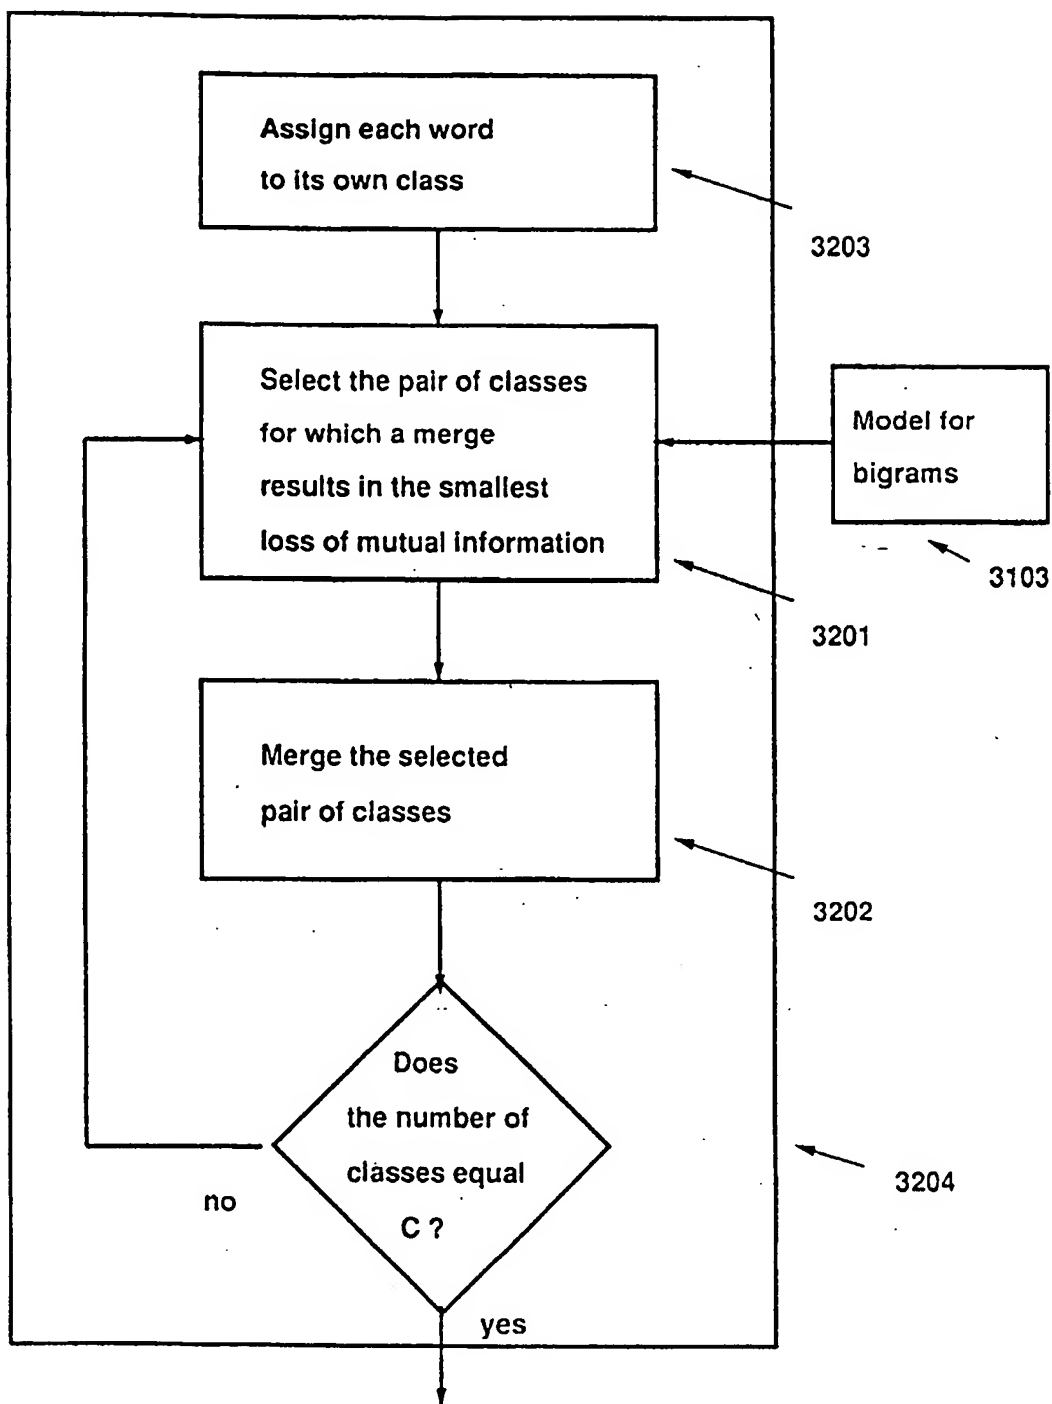 Assign each word
to its own class
3203
Select the pair of classes
for which a merge
results in the smallest
loss of mutual information
Model for
bigrams
3103
3201
Merge the selected
pair of classes
3202
Does
the number of
classes equal
C ?
3204
no
yes